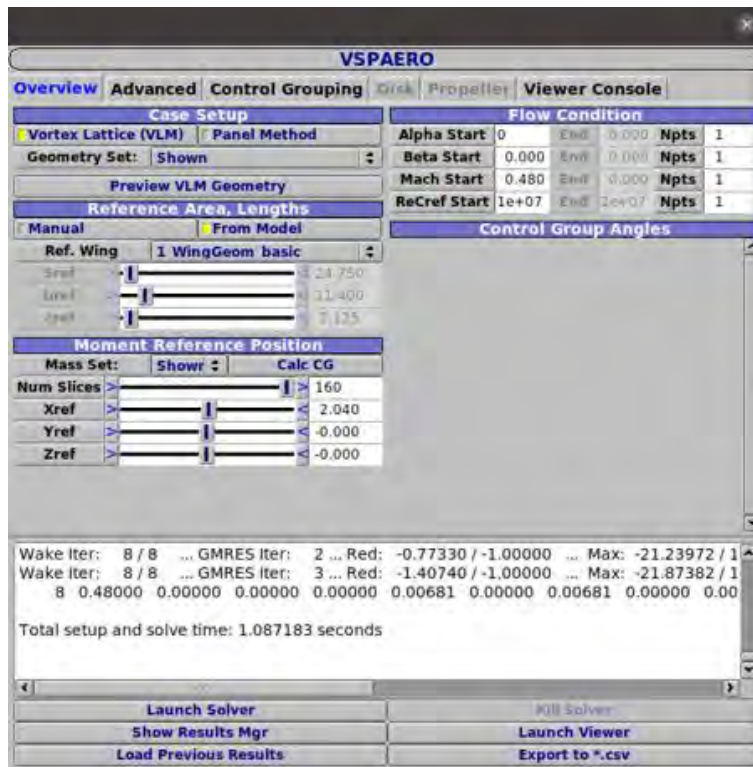 VSPAERO
Overview Advanced Control Grouping Disk Propeller Viewer Console
Case Setup
Vortex Lattice (VLM) Panel Method
Geometry Set: Shown
Preview VLM Geometry
Reference Area, Lengths
Manual From Model
Ref. Wing 1 WingGeom basic
Sref 24.750
11.400
Moment Reference Position
Mass Set: Showr Calc CG
Num Slices > > 160
Xref > < 2.040
Yref > < -0.000
Zref > < -0.000
Flow Condition
Alpha Start 0 End 0.000 Npts 1
Beta Start 0.000 End 0.000 Npts 1
Mach Start 0.480 End 0.000 Npts 1
ReCref Start 1e+07 End 1e+07 Npts 1
Control Group Angles
Wake Iter: 8 / 8 ... GMRES Iter: 2 ... Red: -0.77330 / -1.00000 ... Max: -21.23972 / 1
Wake Iter: 8 / 8 ... GMRES Iter: 3 ... Red: -1.40740 / -1.00000 ... Max: -21.87382 / 1
8 0.48000 0.00000 0.00000 0.00000 0.00681 0.00000 0.00681 0.00000 0.00
Total setup and solve time: 1.087183 seconds
Launch Solver Kill Solver
Show Results Mgr Launch Viewer
Load Previous Results Export to *.csv